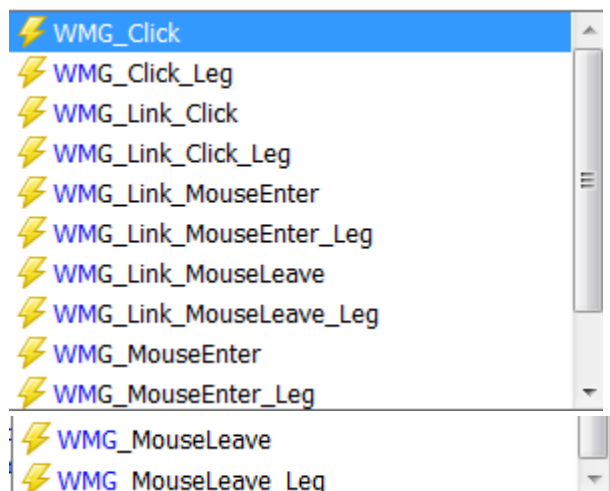 WMG_Click
WMG_Click_Leg
WMG_Link_Click
WMG_Link_Click_Leg
WMG_Link_MouseEnter
WMG_Link_MouseEnter_Leg
WMG_Link_MouseLeave
WMG_Link_MouseLeave_Leg
WMG_MouseEnter
WMG_MouseEnter_Leg
WMG_MouseLeave
WMG_MouseLeave_Leg